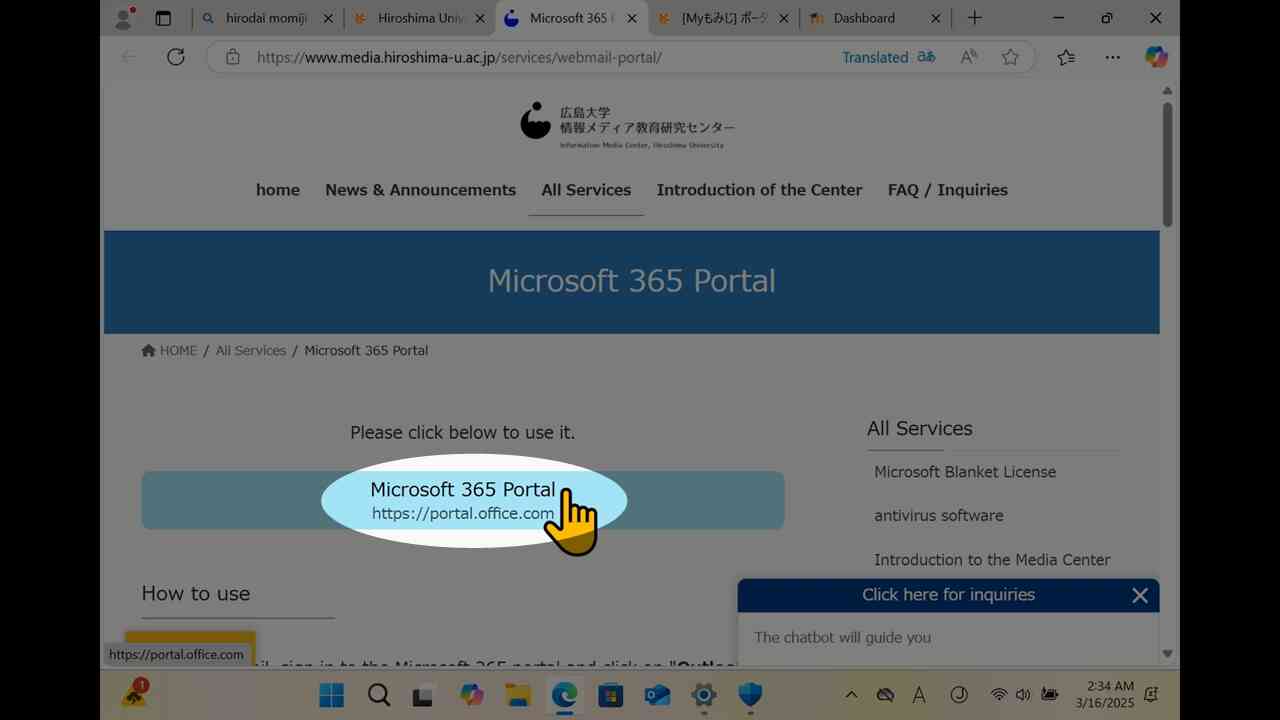 hirodai momiji
Hiroshima Univ
Microsoft 365
[Myもみじ] ポータ
Dashboard
https://www.media.hiroshima-u.ac.jp/services/webmail-portal/
Translated
広島大学
情報メディア教育研究センター
Information Media Center, Hiroshima University
home
News & Announcements
All Services
Introduction of the Center
FAQ / Inquiries
Microsoft 365 Portal
HOME / All Services / Microsoft 365 Portal
Please click below to use it.
Microsoft 365 Portal
https://portal.office.com
All Services
Microsoft Blanket License
antivirus software
Introduction to the Media Center
How to use
Click here for inquiries
The chatbot will guide you
sign in to the Microsoft 365 portal and click on "Outlo
https://portal.office.com
1
A
2:34 AM
3/16/2025